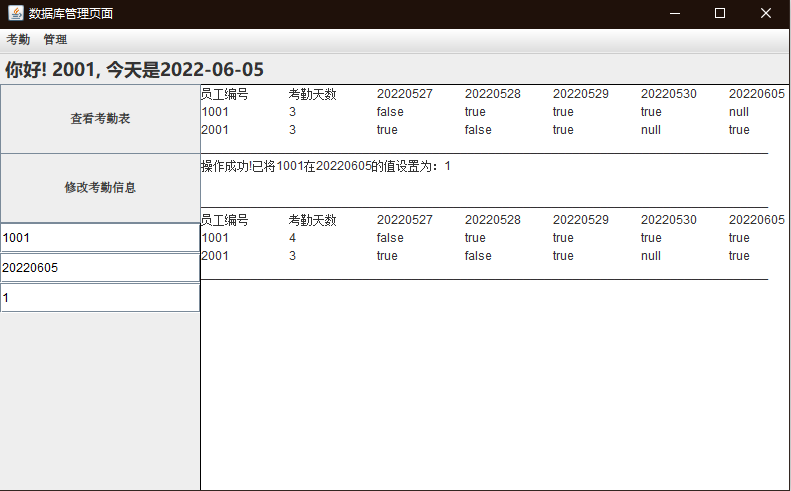 数据库管理页面
考勤 管理
你好! 2001, 今天是2022-06-05
查看考勤表
修改考勤信息
1001
20220605
1
员工编号 考勤天数 20220527 20220528 20220529 20220530 20220605
1001 3 false true true true null
2001 3 true false true null true
操作成功!已将1001在20220605的值设置为：1
员工编号 考勤天数 20220527 20220528 20220529 20220530 20220605
1001 4 false true true true true
2001 3 true false true null true